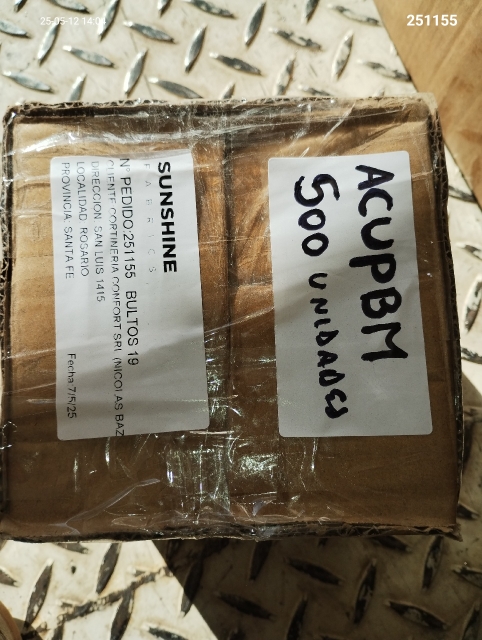 25-05-12 14:04
251155
SUNSHINE
FABRICS.
N° PEDIDO:251155 BULTOS 19
CLIENTE CORTINERIA CONFORT SRL (NICOLAS BAZ
DIRECCION SAN LUIS 1415
LOCALIDAD ROSARIO
PROVINCIA SANTA FE
Fecha:7/5/25
ACUPBM
500 UNIDADES